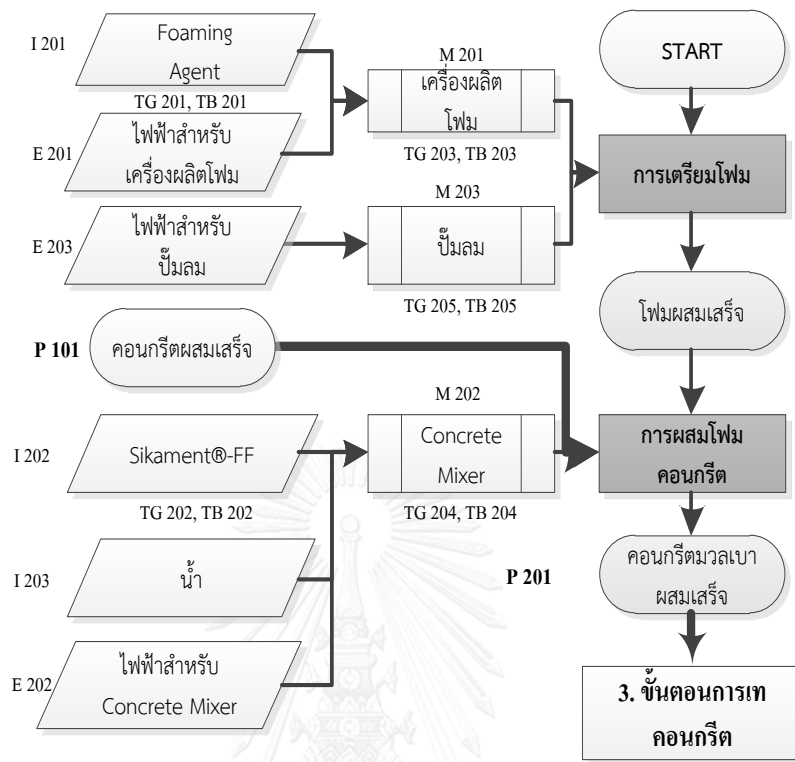 I 201
Foaming
Agent
TG 201, TB 201
E 201
ไฟฟ้าสำหรับ
เครื่องผลิตโฟม
M 201
เครื่องผลิต
โฟม
TG 203, TB 203
START
การเตรียมโฟม
E 203
ไฟฟ้าสำหรับ
ปั๊มลม
M 203
ปั๊มลม
TG 205, TB 205
โฟมผสมเสร็จ
P 101
คอนกรีตผสมเสร็จ
I 202
Sikament®-FF
TG 202, TB 202
M 202
Concrete
Mixer
TG 204, TB 204
การผสมโฟม
คอนกรีต
I 203
น้ำ
P 201
คอนกรีตมวลเบา
ผสมเสร็จ
E 202
ไฟฟ้าสำหรับ
Concrete Mixer
3. ขั้นตอนการเท
คอนกรีต